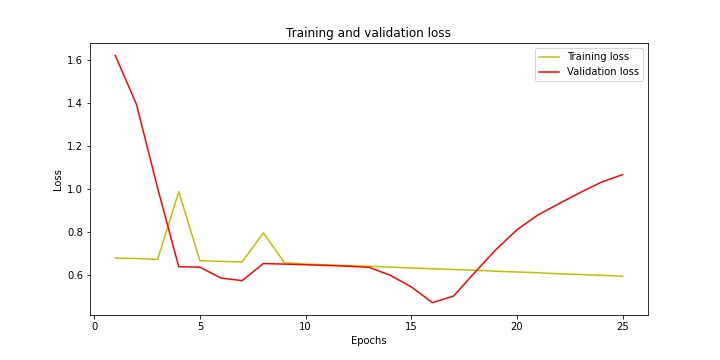 Training and validation loss
Training loss
Validation loss
1.6
1.4
1.2
1.0
0.8
0.6
Loss
0
5
10
15
20
25
Epochs